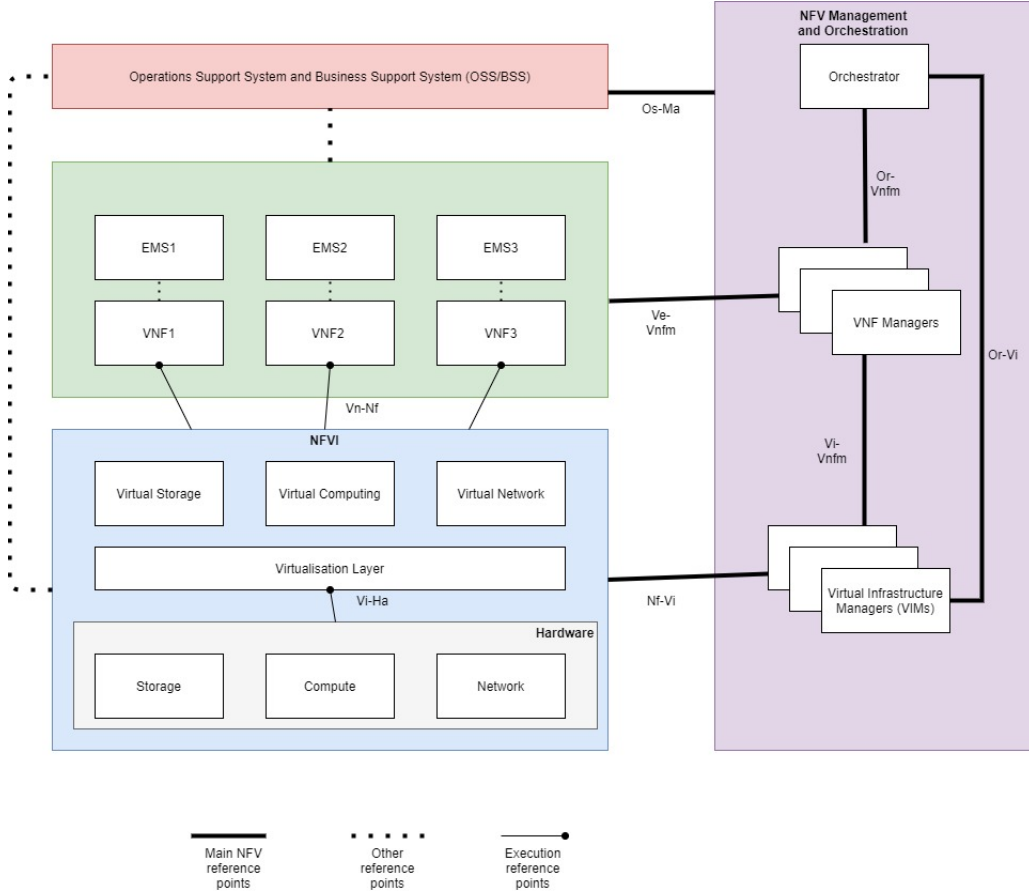 NFV Management
and Orchestration
Operations Support System and Business Support System (OSS/BSS)
Orchestrator
Os-Ma
Or-
Vnfm
EMS1
EMS2
EMS3
VNF1
VNF2
VNF3
Ve-
Vnfm
VNF Managers
Or-Vi
Vn-Nf
NFVI
Vi-
Vnfm
Virtual Storage
Virtual Computing
Virtual Network
Virtualisation Layer
Vi-Ha
Nf-Vi
Virtual Infrastructure
Managers (VIMs)
Hardware
Storage
Compute
Network
Main NFV
reference
points
Other
reference
points
Execution
reference
points